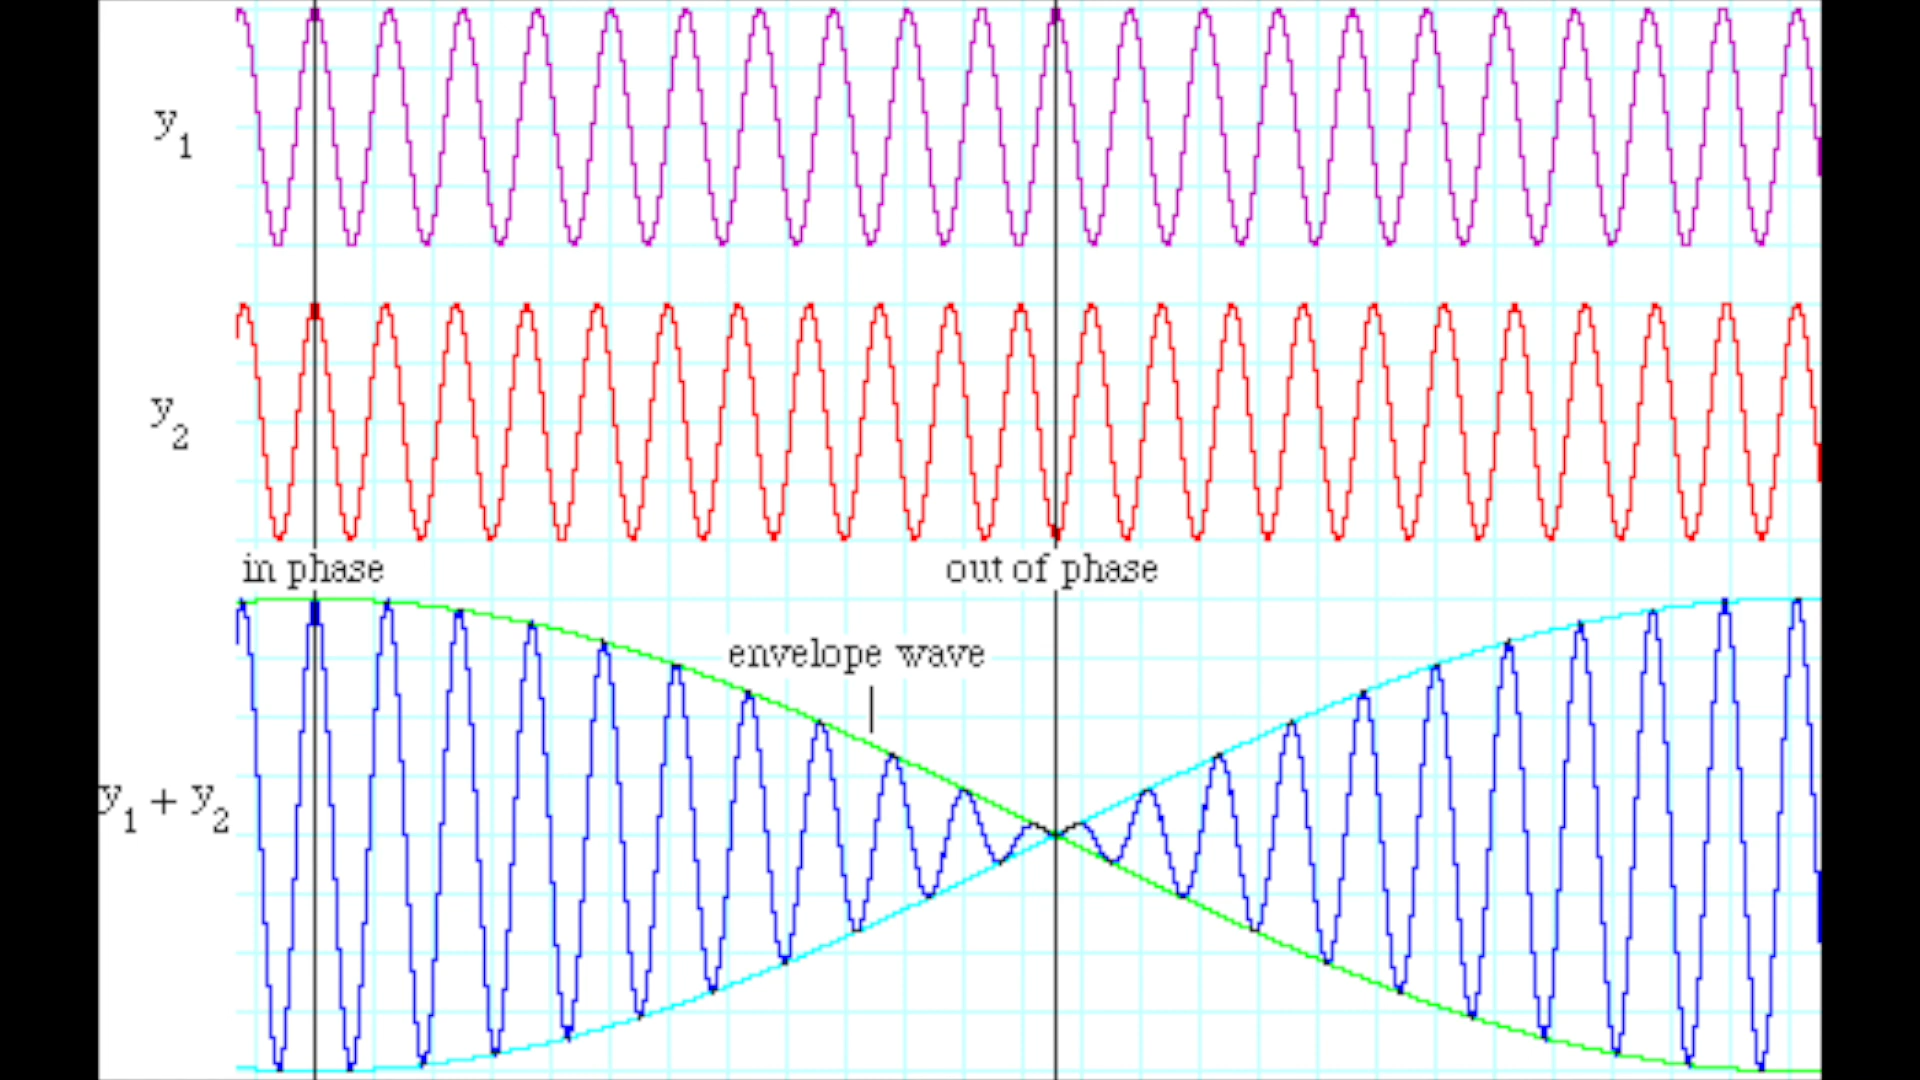 y1
y2
in phase
out of phase
envelope wave
y1 + y2